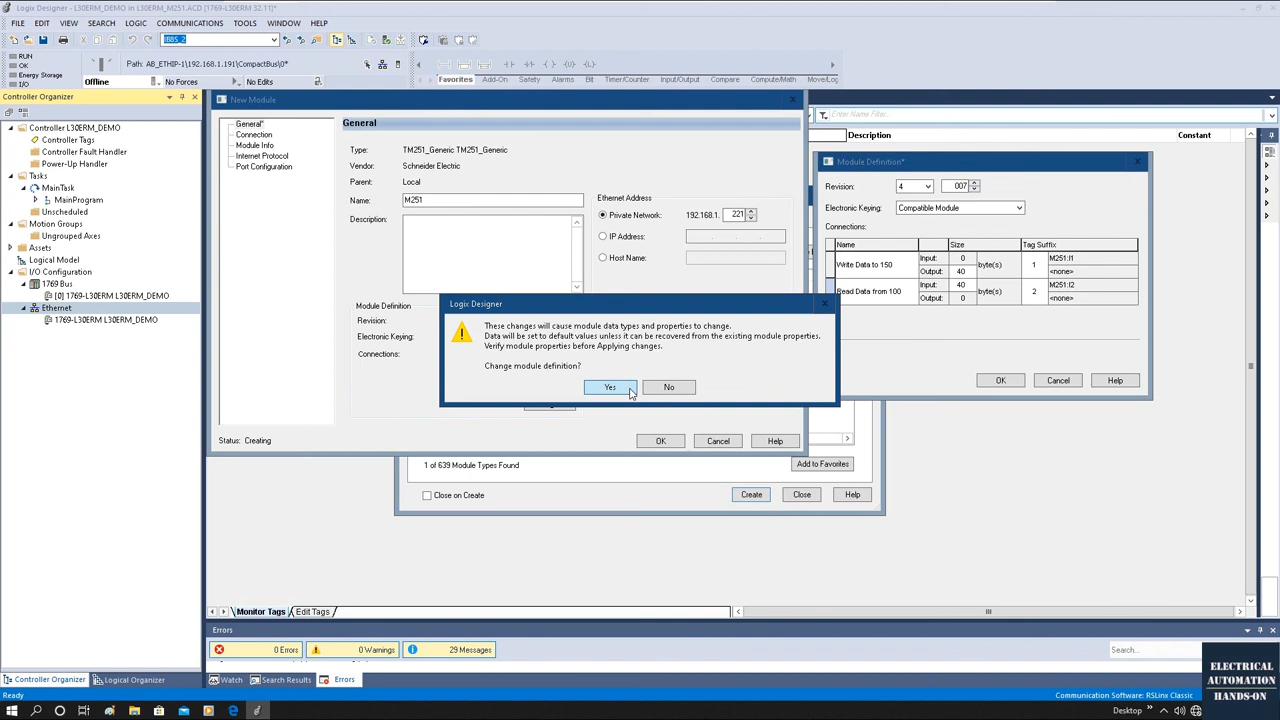 Logix Designer - L30ERM_DEMO in L30ERM_M251.ACD [1769-L30ERM 32.11]*
FILE EDIT VIEW SEARCH LOGIC COMMUNICATIONS TOOLS WINDOW HELP
IB8S_2
RUN
OK
Energy Storage
I/O
Path: AB_ETHIP-1\192.168.1.191\CompactBus\0*
Offline No Forces No Edits
Favorites Add-On Safety Alarms Bit Timer/Counter Input/Output Compare Compute/Math Move/Log
Controller Organizer
Controller L30ERM_DEMO
Controller Tags
Controller Fault Handler
Power-Up Handler
Tasks
MainTask
MainProgram
Unscheduled
Motion Groups
Ungrouped Axes
Assets
Logical Model
I/O Configuration
1769 Bus
[0] 1769-L30ERM L30ERM_DEMO
Ethernet
1769-L30ERM L30ERM_DEMO
New Module
General*
Connection
Module Info
Internet Protocol
Port Configuration
General
Type: TM251_Generic TM251_Generic
Vendor: Schneider Electric
Parent: Local
Name: M251
Description:
Ethernet Address
Private Network: 192.168.1. 221
IP Address:
Host Name:
Module Definition
Revision:
Electronic Keying:
Connections:
Status: Creating
OK Cancel Help
Enter Name Filter...
Description Constant
Module Definition*
Revision: 4 007
Electronic Keying: Compatible Module
Connections:
Name Size Tag Suffix
Write Data to 150 Input: 0 byte(s) 1 M251:I1
Output: 40 <none>
Read Data from 100 Input: 40 byte(s) 2 M251:I2
Output: 0 <none>
OK Cancel Help
Logix Designer
These changes will cause module data types and properties to change.
Data will be set to default values unless it can be recovered from the existing module properties.
Verify module properties before Applying changes.
Change module definition?
Yes No
1 of 639 Module Types Found
Add to Favorites
Close on Create
Create Close Help
Monitor Tags Edit Tags
Errors
0 Errors 0 Warnings 29 Messages
Search...
Controller Organizer Logical Organizer
Watch Search Results Errors
Ready
Communication Software: RSLinx Classic
Desktop
ELECTRICAL
AUTOMATION
HANDS-ON